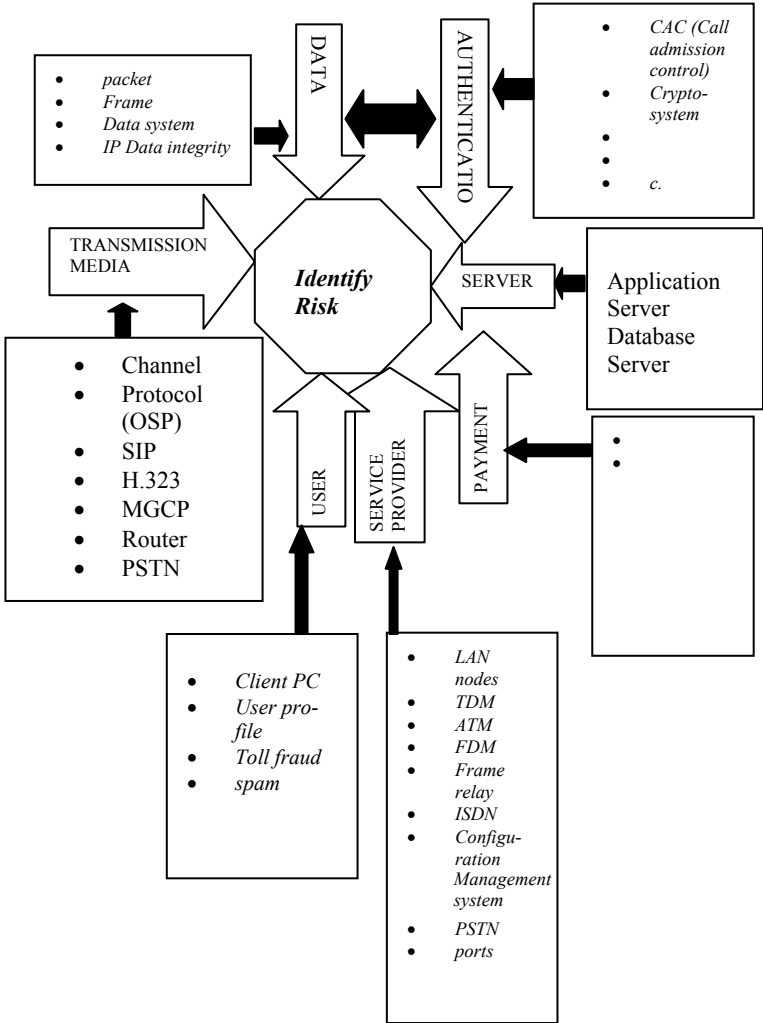 DATA
AUTHENTICATIO
• CAC (Call
admission
control)
• Crypto-
system
•
•
• c.
• packet
• Frame
• Data system
• IP Data integrity
TRANSMISSION
MEDIA
Identify
Risk
SERVER
Application
Server
Database
Server
• Channel
• Protocol
(OSP)
• SIP
• H.323
• MGCP
• Router
• PSTN
USER
SERVICE
PROVIDER
PAYMENT
•
•
• Client PC
• User pro-
file
• Toll fraud
• spam
• LAN
nodes
• TDM
• ATM
• FDM
• Frame
relay
• ISDN
• Configu-
ration
Management
system
• PSTN
• ports